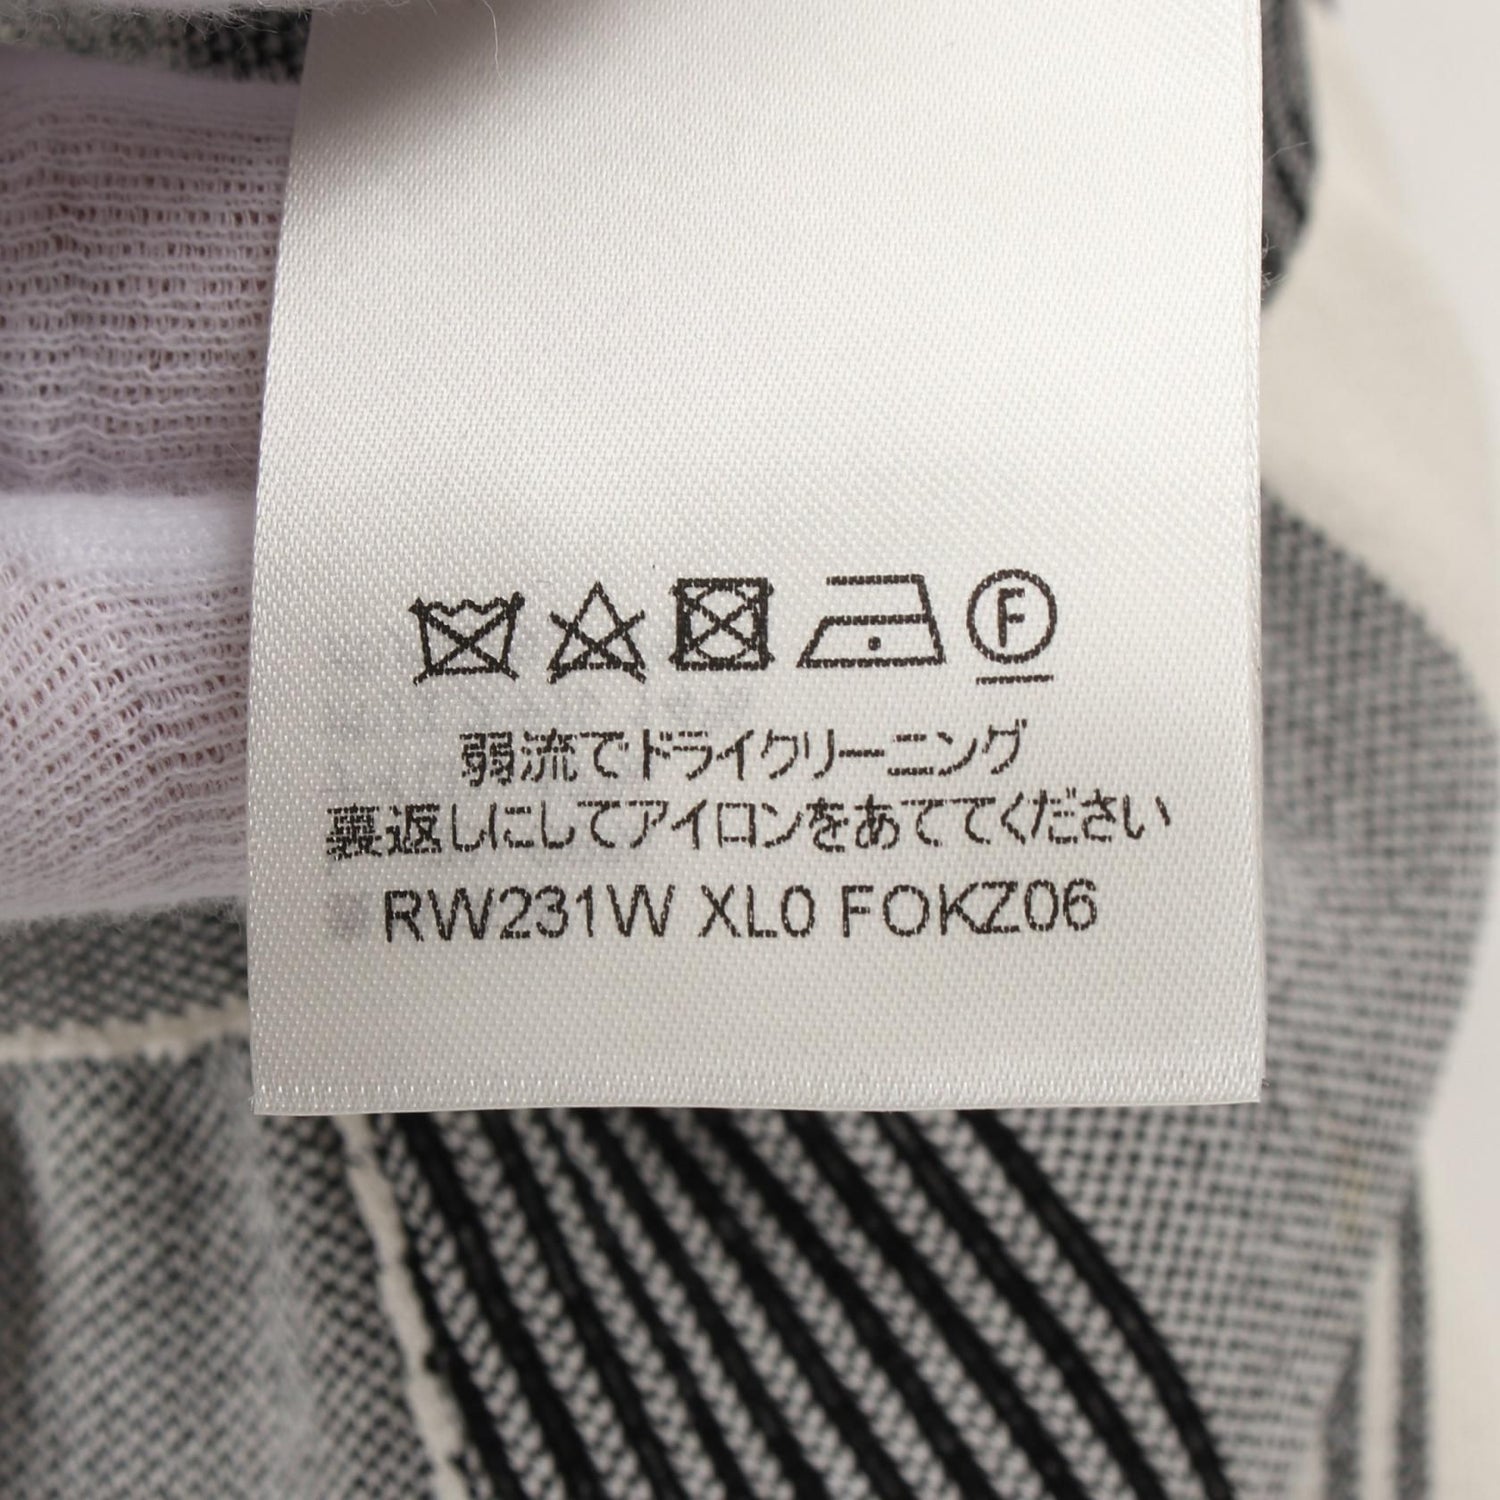 F
弱流でドライクリーニング
裏返しにしてアイロンをあててください
RW231W XL0 FOKZ06